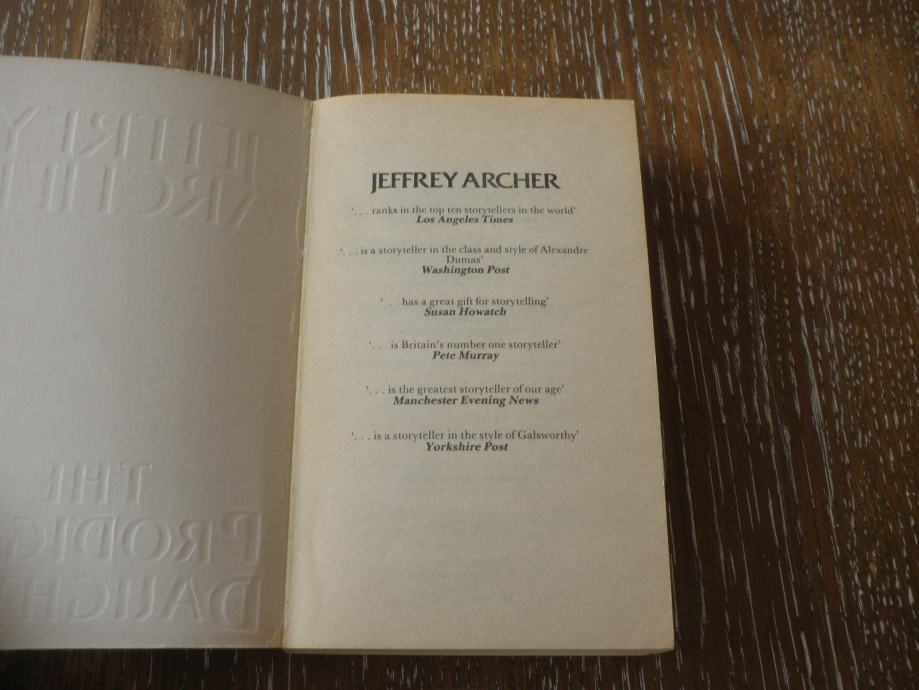 JEFFREY
ARCHER
THE
PRODIG
DAUGH
JEFFREY ARCHER
'. . . ranks in the top ten storytellers in the world'
Los Angeles Times
'. . . is a storyteller in the class and style of Alexandre
Dumas'
Washington Post
' . . has a great gift for storytelling'
Susan Howatch
'. . is Britain's number one storyteller'
Pete Murray
'. . . is the greatest storyteller of our age'
Manchester Evening News
'. . . is a storyteller in the style of Galsworthy'
Yorkshire Post